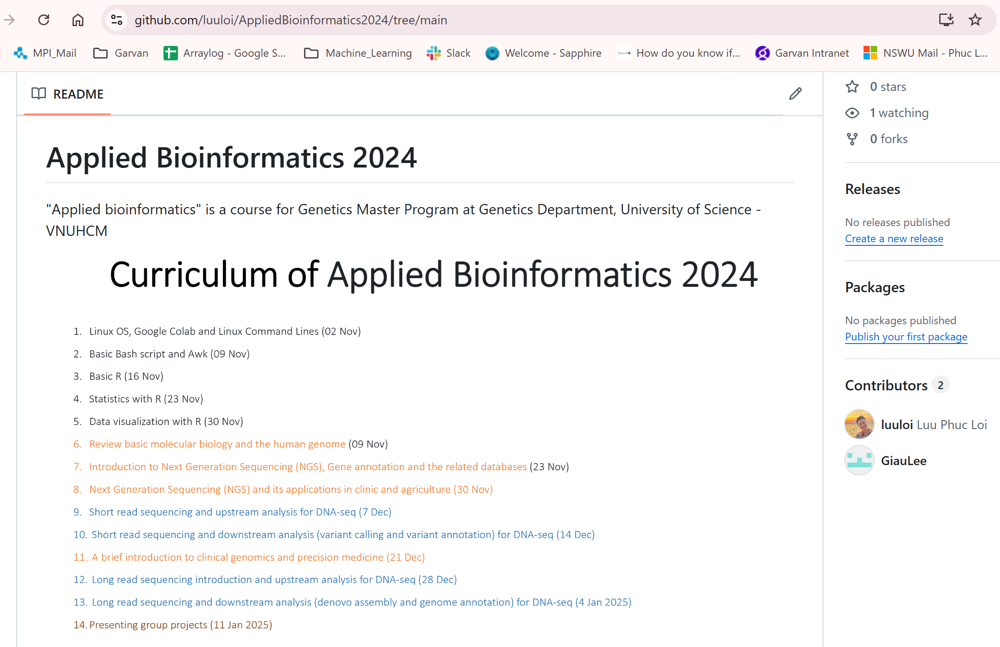 github.com/luuloi/AppliedBioinformatics2024/tree/main
MPI_Mail Garvan Araylog - Google S... Machine_Learning Slack Welcome - Sapphire How do you know if... Garvan Intranet NSWU Mail - Phuc L...
README
Applied Bioinformatics 2024
"Applied bioinformatics" is a course for Genetics Master Program at Genetics Department, University of Science -
VNUHCM
Curriculum of Applied Bioinformatics 2024
1. Linux OS, Google Colab and Linux Command Lines (02 Nov)
2. Basic Bash script and Awk (09 Nov)
3. Basic R (16 Nov)
4. Statistics with R (23 Nov)
5. Data visualization with R (30 Nov)
6. Review basic molecular biology and the human genome (09 Nov)
7. Introduction to Next Generation Sequencing (NGS), Gene annotation and the related databases (23 Nov)
8. Next Generation Sequencing (NGS) and its applications in clinic and agriculture (30 Nov)
9. Short read sequencing and upstream analysis for DNA-seq (7 Dec)
10. Short read sequencing and downstream analysis (variant calling and variant annotation) for DNA-seq (14 Dec)
11. A brief introduction to clinical genomics and precision medicine (21 Dec)
12. Long read sequencing introduction and upstream analysis for DNA-seq (28 Dec)
13. Long read sequencing and downstream analysis (denovo assembly and genome annotation) for DNA-seq (4 Jan 2025)
14. Presenting group projects (11 Jan 2025)
0 stars
1 watching
0 forks
Releases
No releases published
Create a new release
Packages
No packages published
Publish your first package
Contributors 2
luuloi Luu Phuc Loi
GiauLee